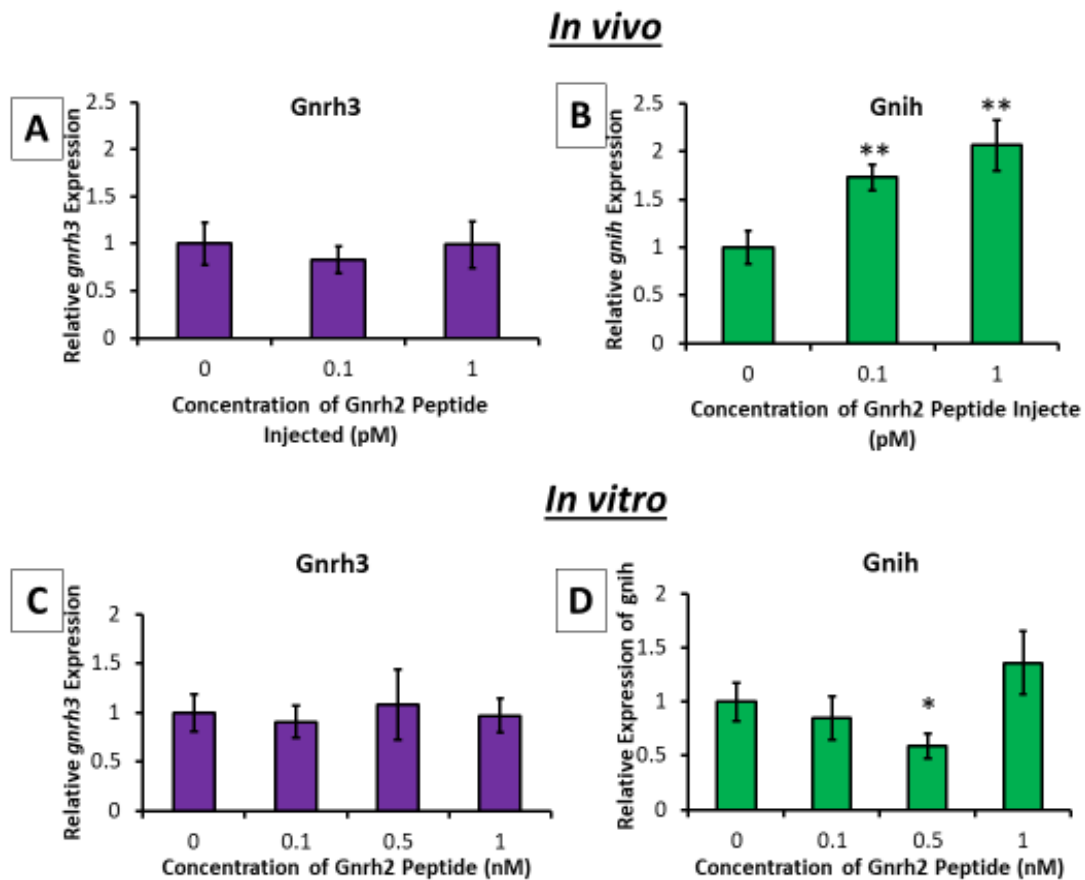 In vivo
A
Gnrh3
Relative gnrh3 Expression
2.5
2
1.5
1
0.5
0
0 0.1 1
Concentration of Gnrh2 Peptide
Injected (pM)
B
Gnih
Relative gnih Expression
2.5
2
1.5
1
0.5
0
**
**
0 0.1 1
Concentration of Gnrh2 Peptide Injecte
(pM)
In vitro
C
Gnrh3
Relative gnrh3 Expression
2
1.5
1
0.5
0
0 0.1 0.5 1
Concentration of Gnrh2 Peptide (nM)
D
Gnih
Relative Expression of gnih
2
1.5
1
0.5
0
*
0 0.1 0.5 1
Concentration of Gnrh2 Peptide (nM)